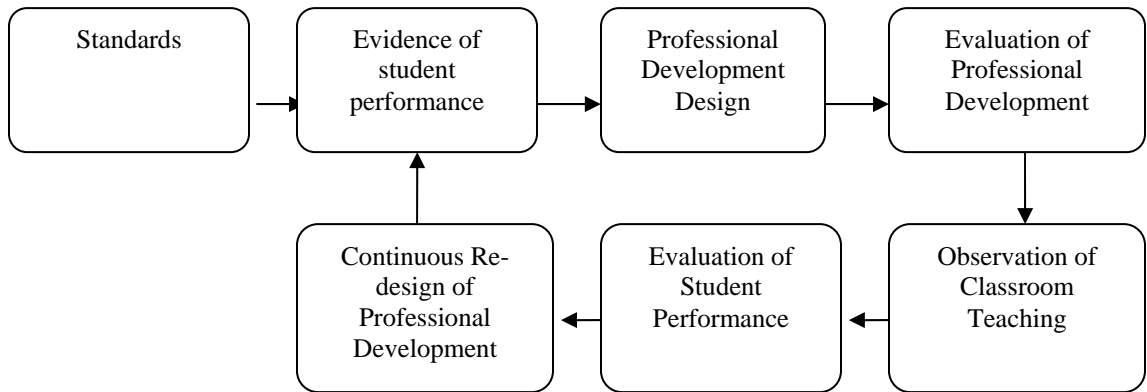 Standards
Evidence of
student
performance
Professional
Development
Design
Evaluation of
Professional
Development
Continuous Re-
design of
Professional
Development
Evaluation of
Student
Performance
Observation of
Classroom
Teaching